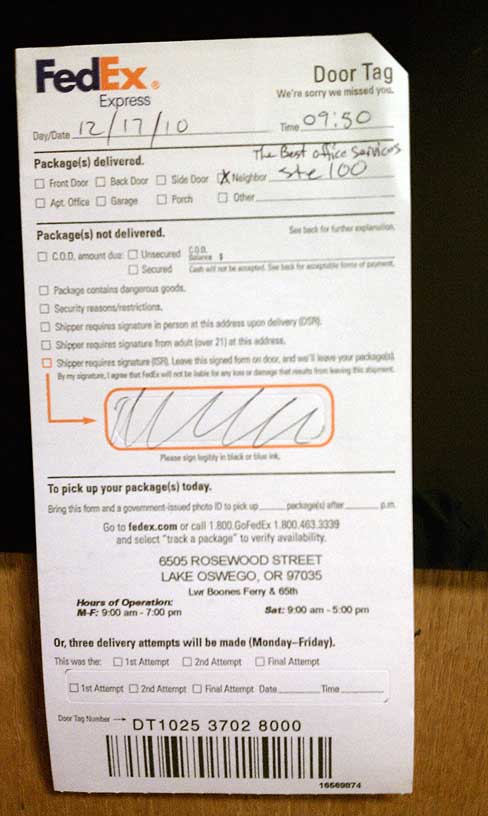 FedEx®
Express
Door Tag
We're sorry we missed you.
Day/Date 12/17/10 Time 09:50
Package(s) delivered.
The Best office Services
☐ Front Door ☐ Back Door ☐ Side Door ☒ Neighbor ste 100
☐ Apt. Office ☐ Garage ☐ Porch ☐ Other
Package(s) not delivered. See back for further explanation.
☐ C.O.D. amount due: ☐ Unsecured C.O.D. Balance $
☐ Secured Cash will not be accepted. See back for acceptable forms of payment.
☐ Package contains dangerous goods.
☐ Security reasons/restrictions.
☐ Shipper requires signature in person at this address upon delivery (DSR).
☐ Shipper requires signature from adult (over 21) at this address.
☐ Shipper requires signature (ISR). Leave this signed form on door, and we'll leave your package(s).
By my signature, I agree that FedEx will not be liable for any loss or damage that results from leaving this shipment.
Please sign legibly in black or blue ink.
To pick up your package(s) today.
Bring this form and a government-issued photo ID to pick up package(s) after p.m.
Go to fedex.com or call 1.800.GoFedEx 1.800.463.3339
and select "track a package" to verify availability.
6505 ROSEWOOD STREET
LAKE OSWEGO, OR 97035
Lwr Boones Ferry & 65th
Hours of Operation:
M-F: 9:00 am - 7:00 pm Sat: 9:00 am - 5:00 pm
Or, three delivery attempts will be made (Monday–Friday).
This was the: ☐ 1st Attempt ☐ 2nd Attempt ☐ Final Attempt
☐ 1st Attempt ☐ 2nd Attempt ☐ Final Attempt Date Time
Door Tag Number → DT1025 3702 8000
16569874